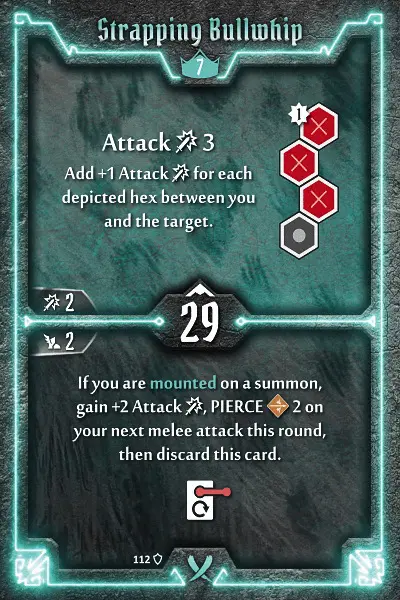 Strapping Bullwhip
7
Attack 3
Add +1 Attack for each
depicted hex between you
and the target.
1
2
29
2
If you are mounted on a summon,
gain +2 Attack, PIERCE 2 on
your next melee attack this round,
then discard this card.
112